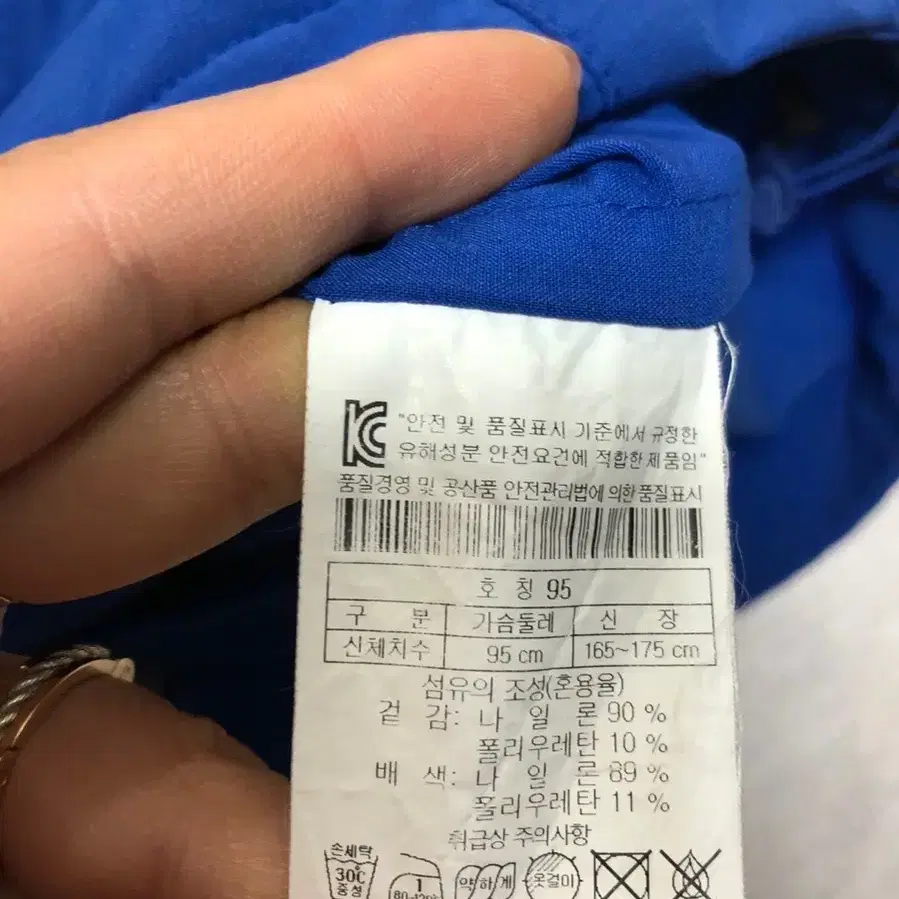 KC "안전 및 품질표시 기준에서 규정한
유해성분 안전요건에 적합한 제품임"
품질경영 및 공산품 안전관리법에 의한 품질표시
호 칭 95
구 분 가슴둘레 신 장
신체치수 95 cm 165~175 cm
섬유의 조성(혼용율)
겉 감: 나 일 론 90 %
폴리우레탄 10 %
배 색: 나 일 론 89 %
폴리우레탄 11 %
취급상 주의사항
손세탁
30℃ 1 약하게 옷걸이
중성 80~120℃